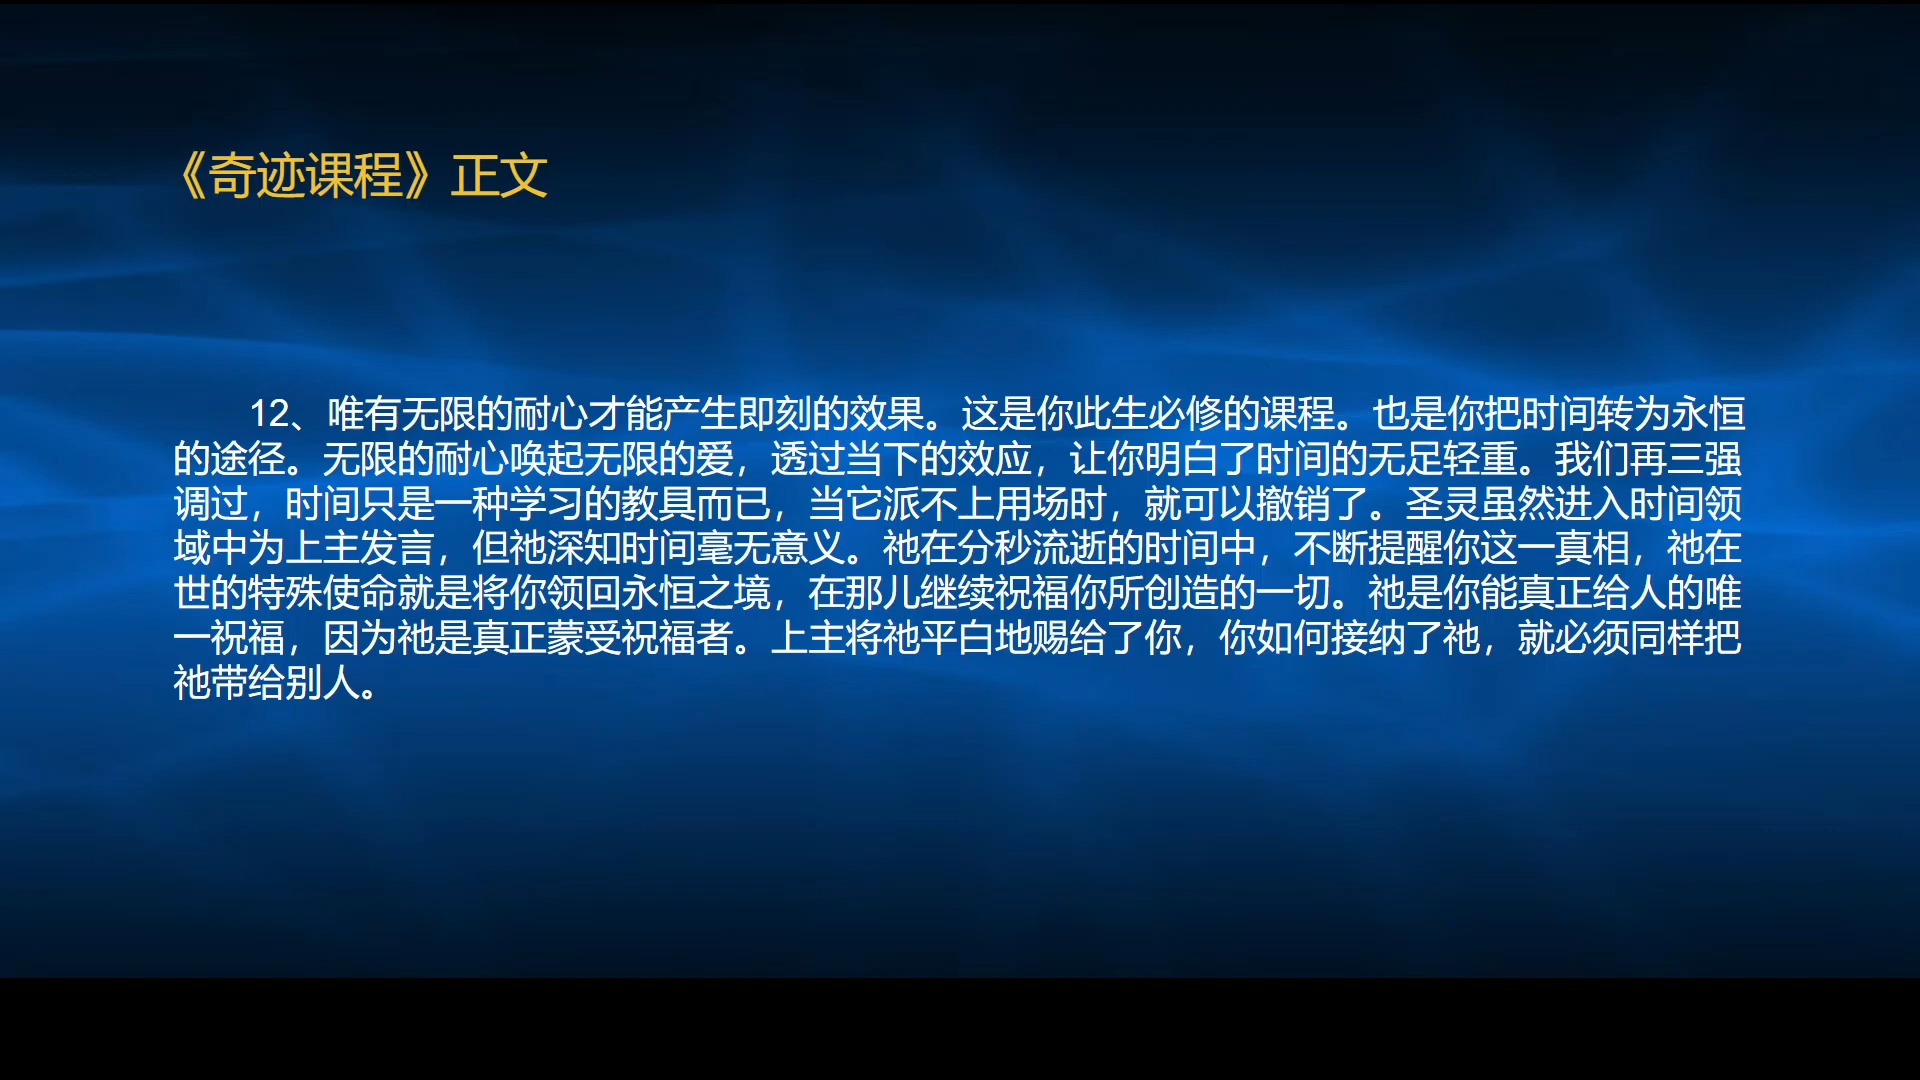 《奇迹课程》正文
12、唯有无限的耐心才能产生即刻的效果。这是你此生必修的课程。也是你把时间转为永恒
的途径。无限的耐心唤起无限的爱，透过当下的效应，让你明白了时间的无足轻重。我们再三强
调过，时间只是一种学习的教具而已，当它派不上用场时，就可以撤销了。圣灵虽然进入时间领
域中为上主发言，但祂深知时间毫无意义。祂在分秒流逝的时间中，不断提醒你这一真相，祂在
世的特殊使命就是将你领回永恒之境，在那儿继续祝福你所创造的一切。祂是你能真正给人的唯
一祝福，因为祂是真正蒙受祝福者。上主将祂平白地赐给了你，你如何接纳了祂，就必须同样把
祂带给别人。